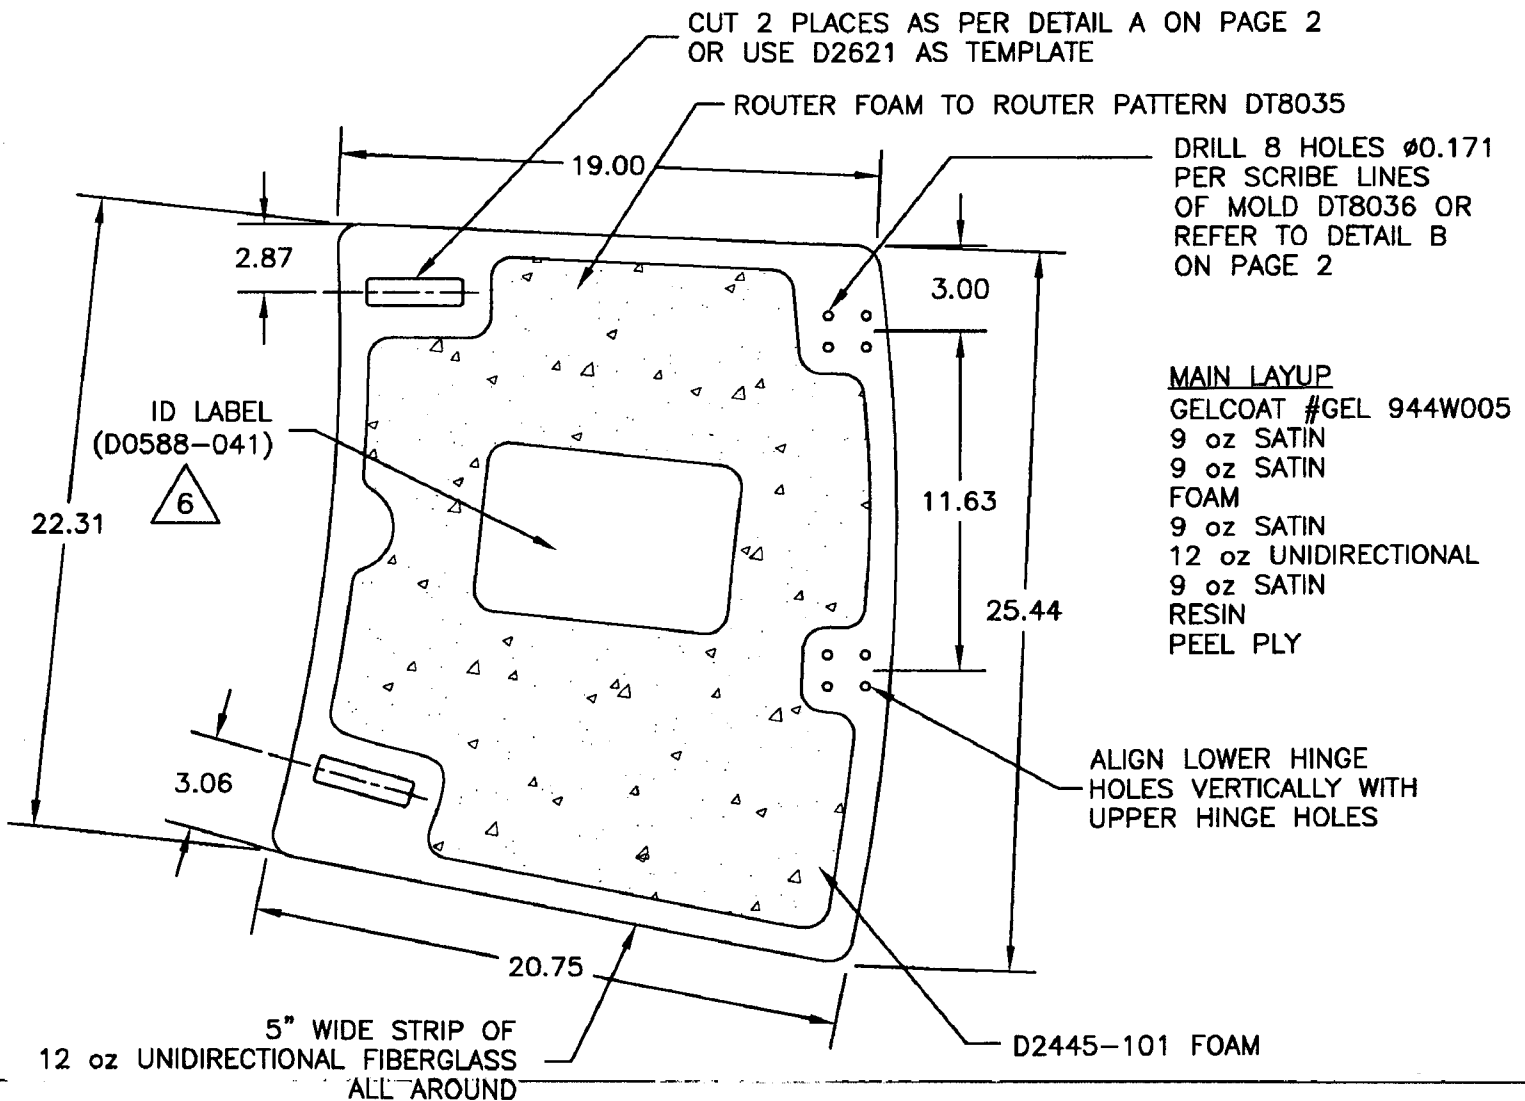 CUT 2 PLACES AS PER DETAIL A ON PAGE 2
OR USE D2621 AS TEMPLATE
ROUTER FOAM TO ROUTER PATTERN DT8035
DRILL 8 HOLES ø0.171
PER SCRIBE LINES
OF MOLD DT8036 OR
REFER TO DETAIL B
ON PAGE 2
19.00
2.87
3.00
MAIN LAYUP
GELCOAT #GEL 944W005
9 oz SATIN
9 oz SATIN
FOAM
9 oz SATIN
12 oz UNIDIRECTIONAL
9 oz SATIN
RESIN
PEEL PLY
ID LABEL
(D0588-041)
6
22.31
11.63
25.44
3.06
ALIGN LOWER HINGE
HOLES VERTICALLY WITH
UPPER HINGE HOLES
20.75
5" WIDE STRIP OF
12 oz UNIDIRECTIONAL FIBERGLASS
ALL AROUND
D2445-101 FOAM